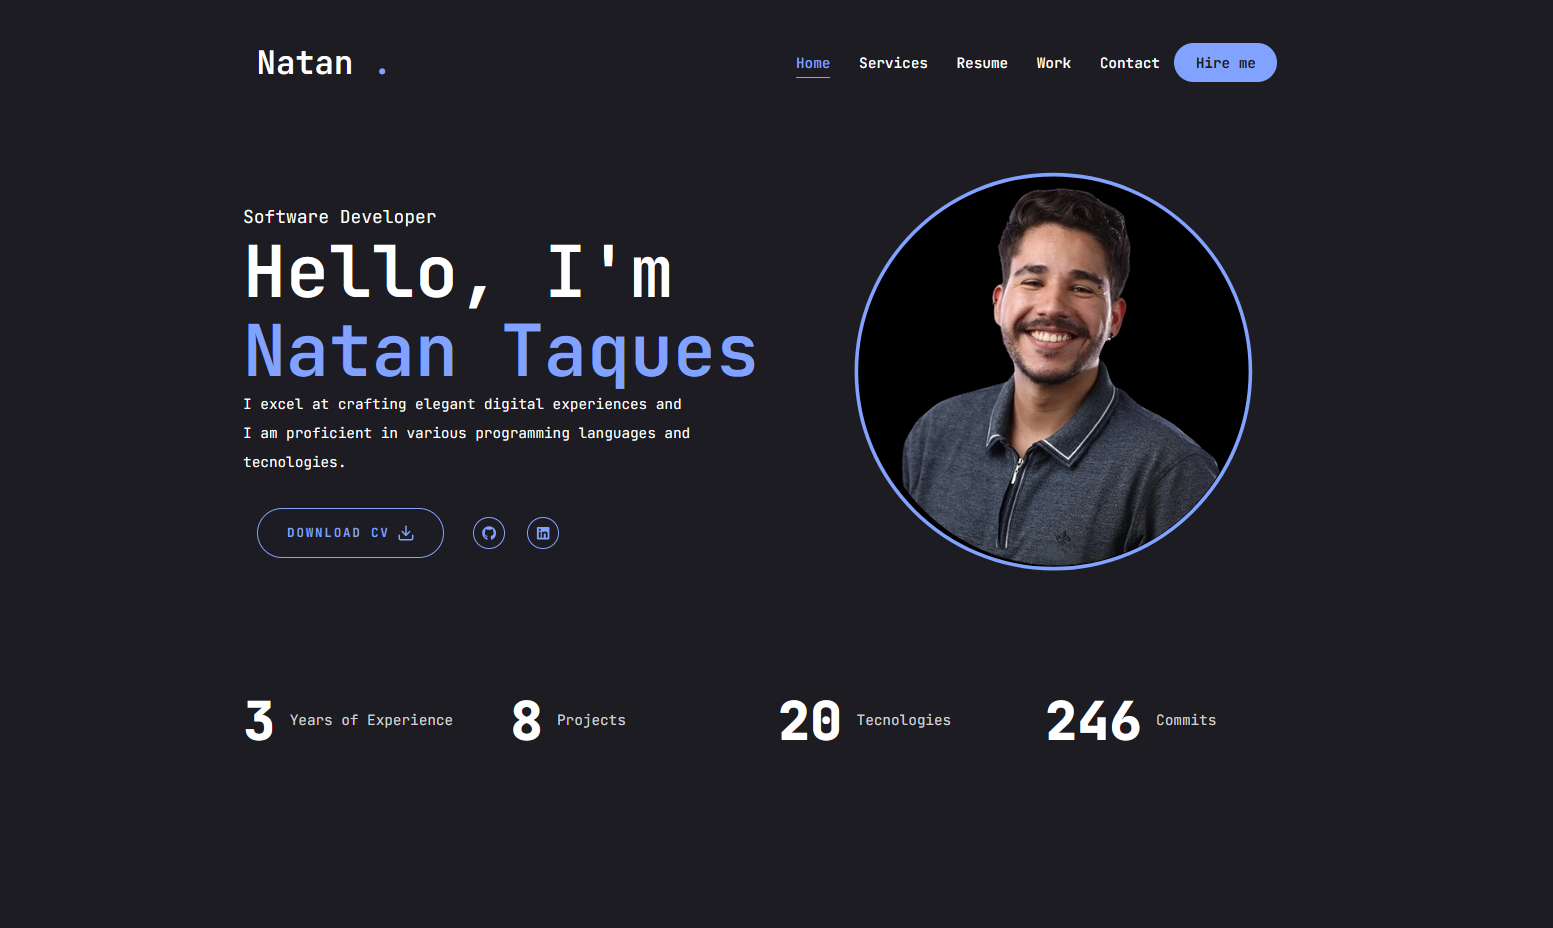 Natan .
Home Services Resume Work Contact Hire me
Software Developer
Hello, I'm
Natan Taques
I excel at crafting elegant digital experiences and
I am proficient in various programming languages and
tecnologies.
DOWNLOAD CV
in
3 Years of Experience 8 Projects 20 Tecnologies 246 Commits